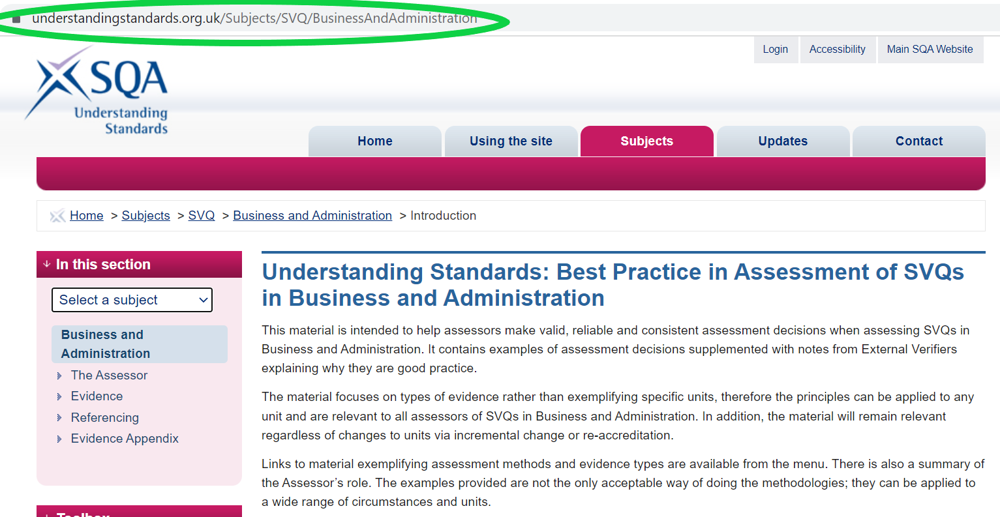 understandingstandards.org.uk/Subjects/SVQ/BusinessAndAdministration
Login Accessibility Main SQA Website
SQA
Understanding
Standards
Home Using the site Subjects Updates Contact
Home > Subjects > SVQ > Business and Administration > Introduction
In this section
Select a subject
Business and
Administration
The Assessor
Evidence
Referencing
Evidence Appendix
Toolbox
Understanding Standards: Best Practice in Assessment of SVQs
in Business and Administration
This material is intended to help assessors make valid, reliable and consistent assessment decisions when assessing SVQs in
Business and Administration. It contains examples of assessment decisions supplemented with notes from External Verifiers
explaining why they are good practice.
The material focuses on types of evidence rather than exemplifying specific units, therefore the principles can be applied to any
unit and are relevant to all assessors of SVQs in Business and Administration. In addition, the material will remain relevant
regardless of changes to units via incremental change or re-accreditation.
Links to material exemplifying assessment methods and evidence types are available from the menu. There is also a summary of
the Assessor’s role. The examples provided are not the only acceptable way of doing the methodologies; they can be applied to
a wide range of circumstances and units.